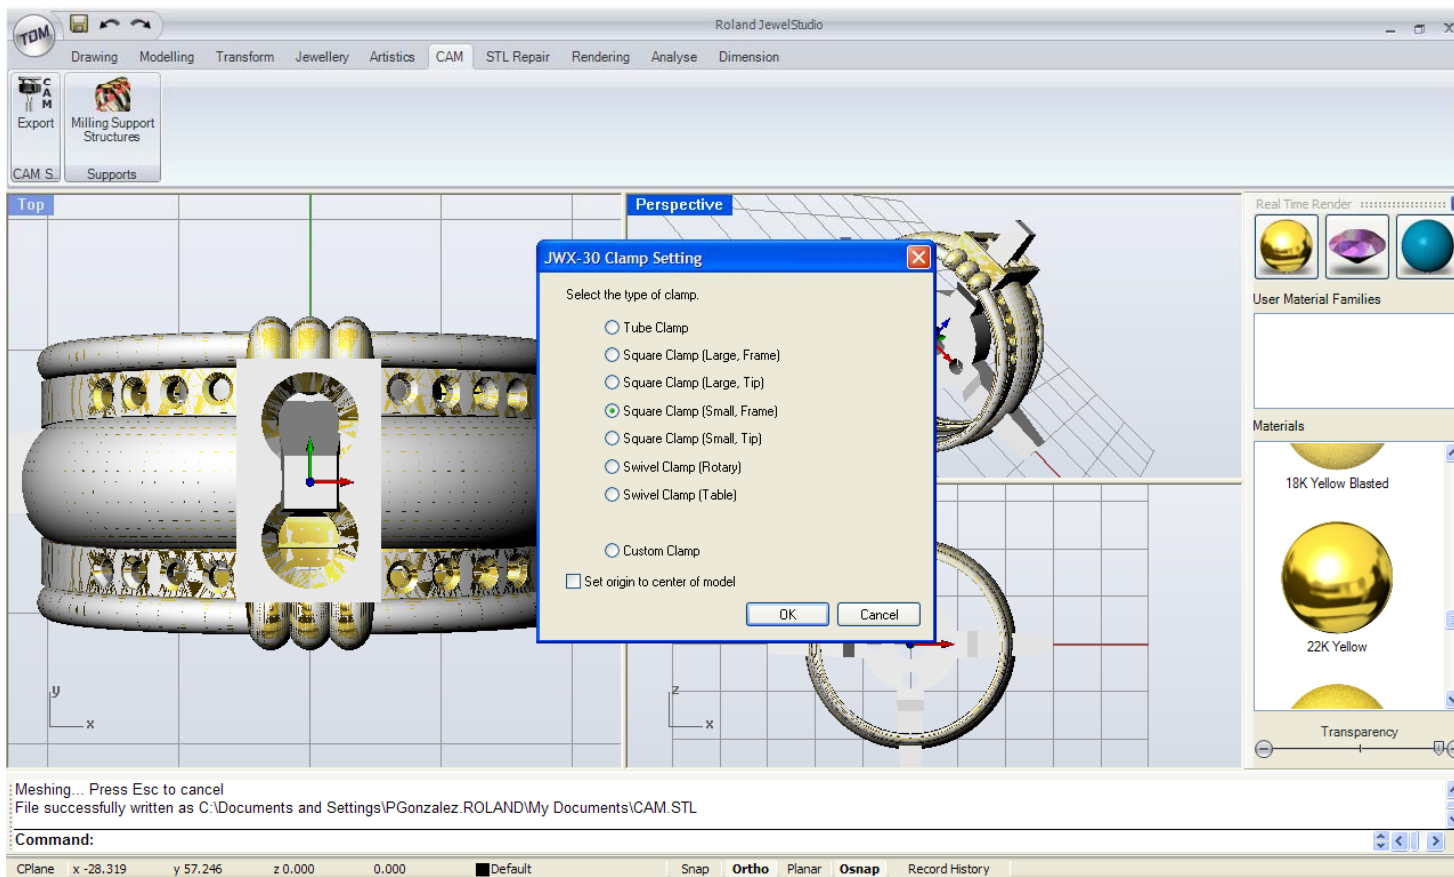 TDM
Roland JewelStudio
Drawing Modelling Transform Jewellery Artistics CAM STL Repair Rendering Analyse Dimension
CAM
Export
Milling Support
Structures
CAM S..
Supports
Top
Perspective
Real Time Render
JWX-30 Clamp Setting
Select the type of clamp.
Tube Clamp
Square Clamp (Large, Frame)
Square Clamp (Large, Tip)
Square Clamp (Small, Frame)
Square Clamp (Small, Tip)
Swivel Clamp (Rotary)
Swivel Clamp (Table)
Custom Clamp
Set origin to center of model
OK Cancel
User Material Families
Materials
18K Yellow Blasted
22K Yellow
Transparency
y
x
z
x
Meshing... Press Esc to cancel
File successfully written as C:\Documents and Settings\PGonzalez.ROLAND\My Documents\CAM.STL
Command:
CPlane x -28.319 y 57.246 z 0.000 0.000 Default Snap Ortho Planar Osnap Record History